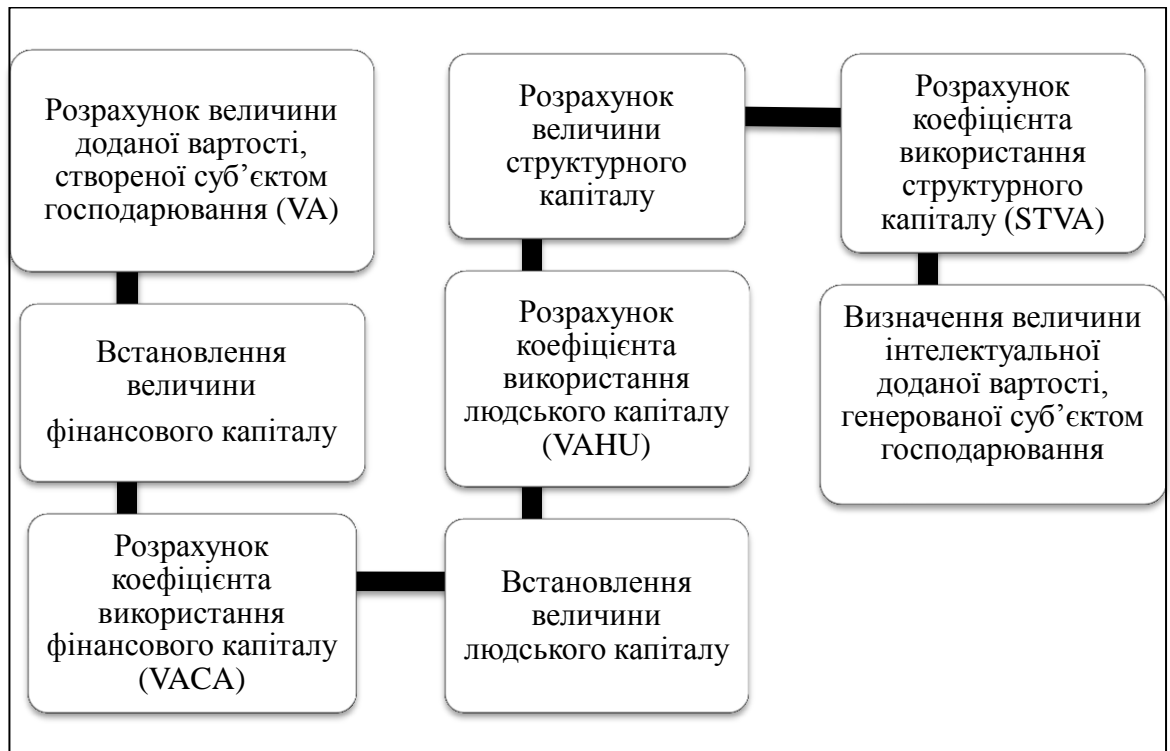 Розрахунок величини
доданої вартості,
створеної суб’єктом
господарювання (VA)
Встановлення
величини
фінансового капіталу
Розрахунок
коефіцієнта
використання
фінансового капіталу
(VACA)
Встановлення
величини
людського капіталу
Розрахунок
коефіцієнта
використання
людського капіталу
(VAHU)
Розрахунок
величини
структурного
капіталу
Розрахунок
коефіцієнта
використання
структурного
капіталу (STVA)
Визначення величини
інтелектуальної
доданої вартості,
генерованої суб’єктом
господарювання